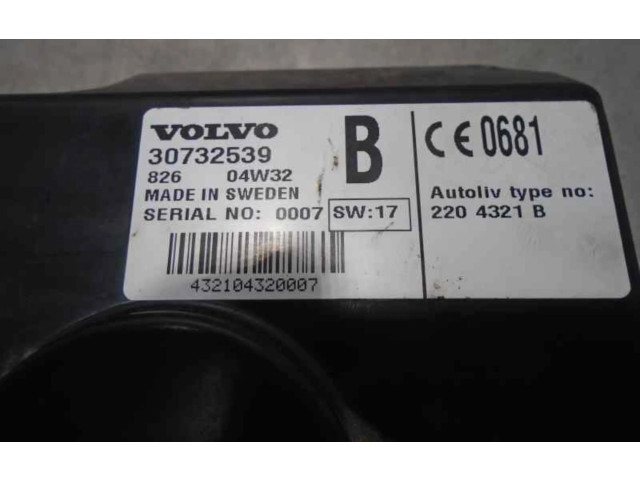 VOLVO
30732539
826 04W32
MADE IN SWEDEN
SERIAL NO: 0007 SW:17
432104320007
B
CE 0681
Autoliv type no:
220 4321 B